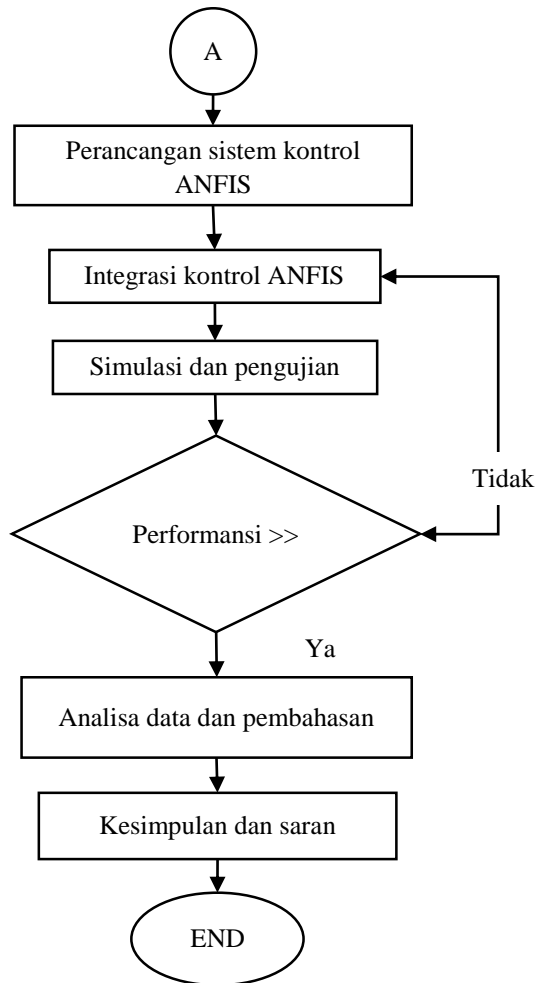 A
Perancangan sistem kontrol
ANFIS
Integrasi kontrol ANFIS
Simulasi dan pengujian
Tidak
Performansi >>
Ya
Analisa data dan pembahasan
Kesimpulan dan saran
END